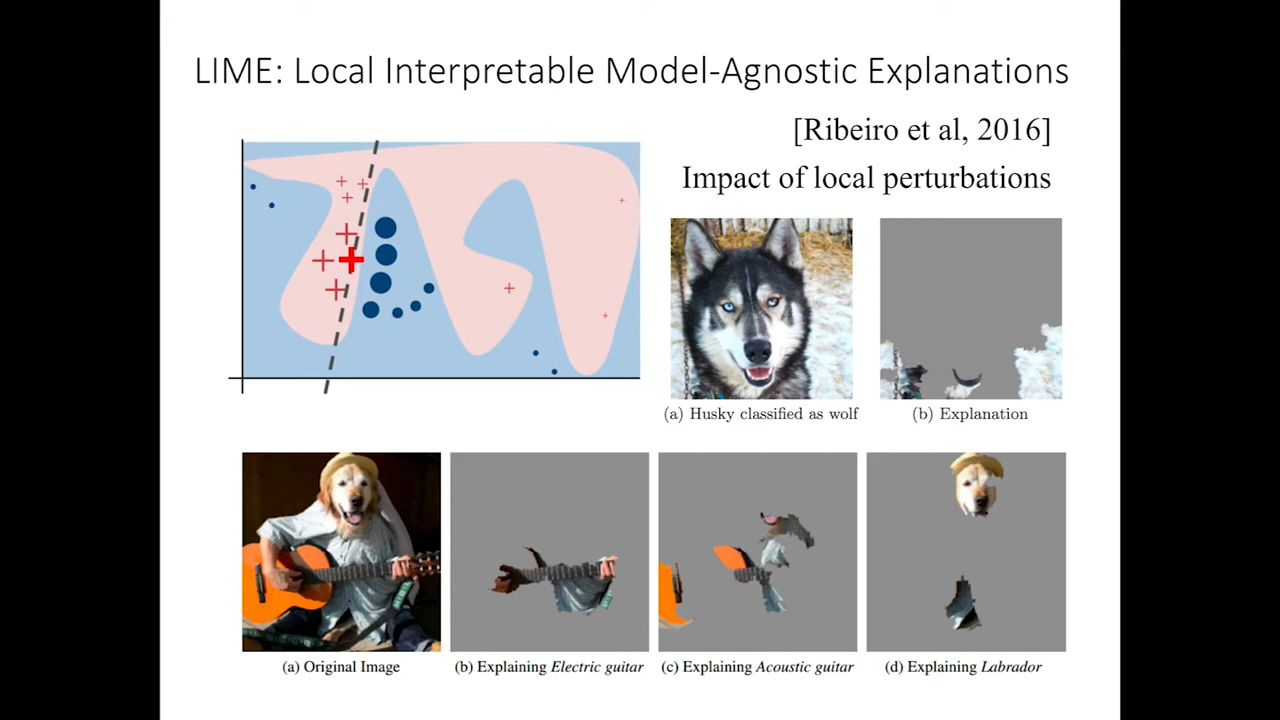 LIME: Local Interpretable Model-Agnostic Explanations
[Ribeiro et al, 2016]
Impact of local perturbations
(a) Husky classified as wolf
(b) Explanation
(a) Original Image
(b) Explaining Electric guitar
(c) Explaining Acoustic guitar
(d) Explaining Labrador